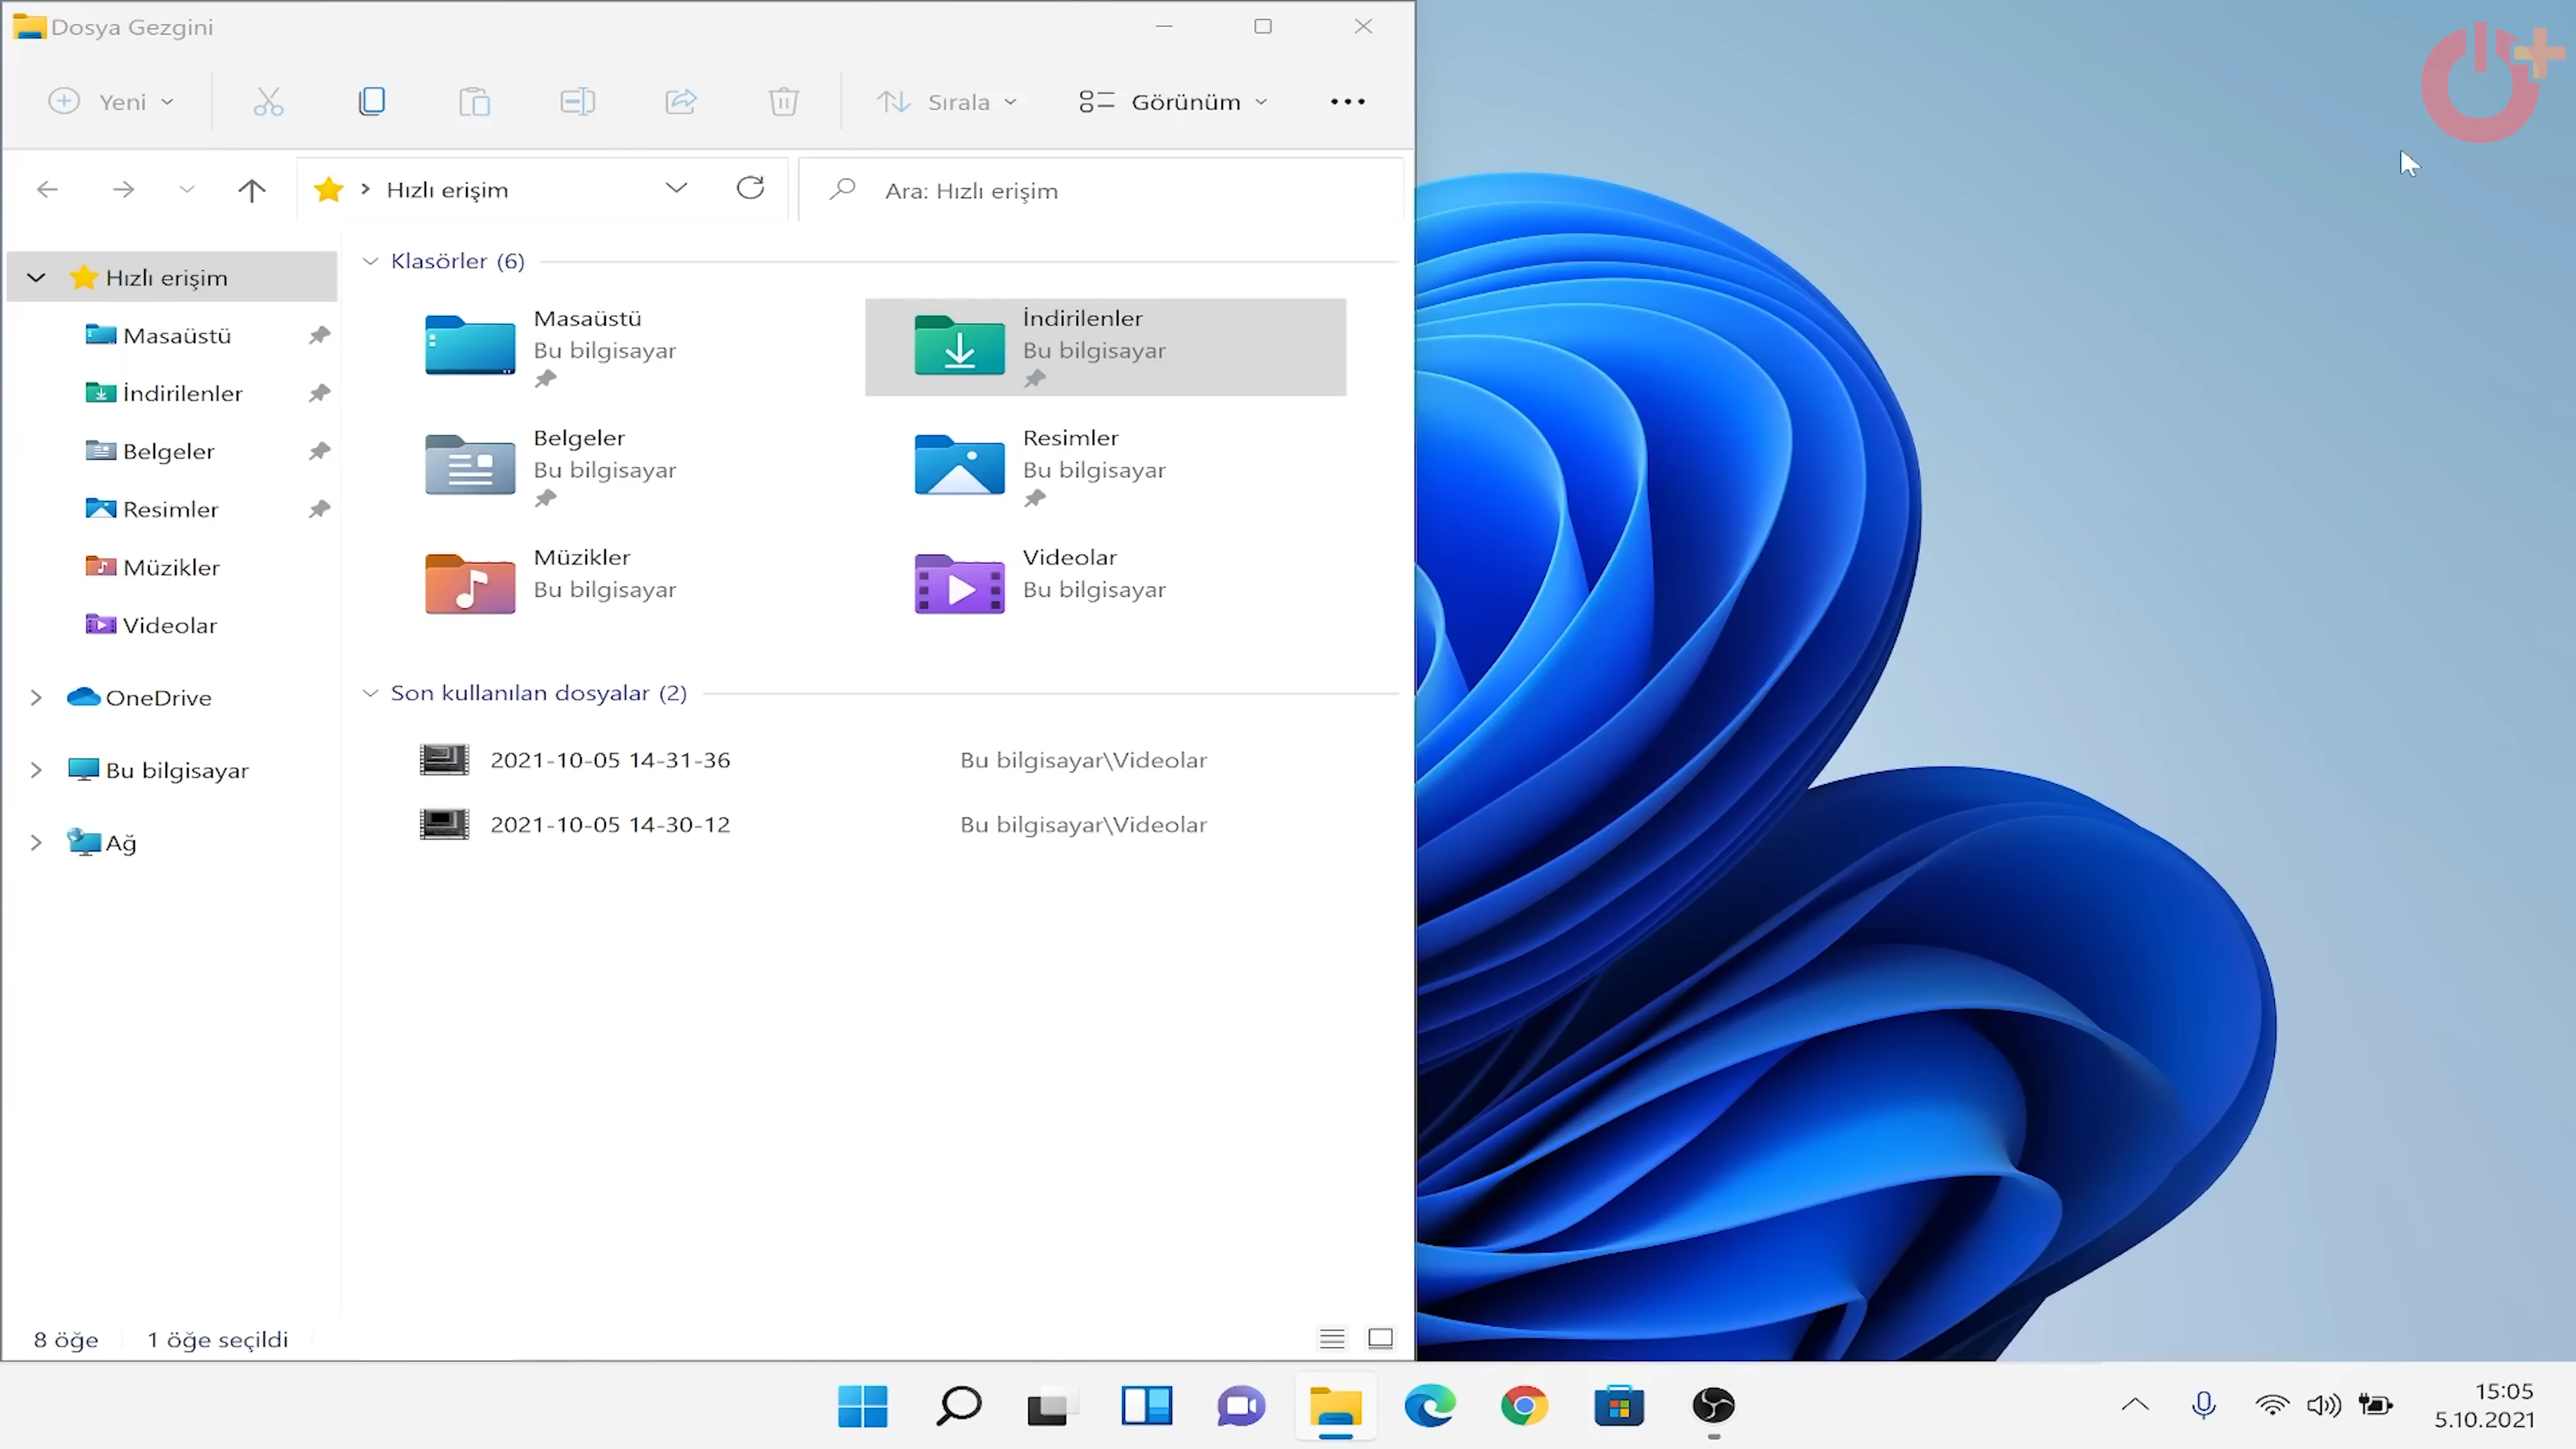 Dosya Gezgini
Yeni
Sırala
Görünüm
Hızlı erişim
Ara: Hızlı erişim
Hızlı erişim
Masaüstü
İndirilenler
Belgeler
Resimler
Müzikler
Videolar
OneDrive
Bu bilgisayar
Ağ
Klasörler (6)
Masaüstü
Bu bilgisayar
İndirilenler
Bu bilgisayar
Belgeler
Bu bilgisayar
Resimler
Bu bilgisayar
Müzikler
Bu bilgisayar
Videolar
Bu bilgisayar
Son kullanılan dosyalar (2)
2021-10-05 14-31-36 Bu bilgisayar\Videolar
2021-10-05 14-30-12 Bu bilgisayar\Videolar
8 öğe 1 öğe seçildi
15:05
5.10.2021